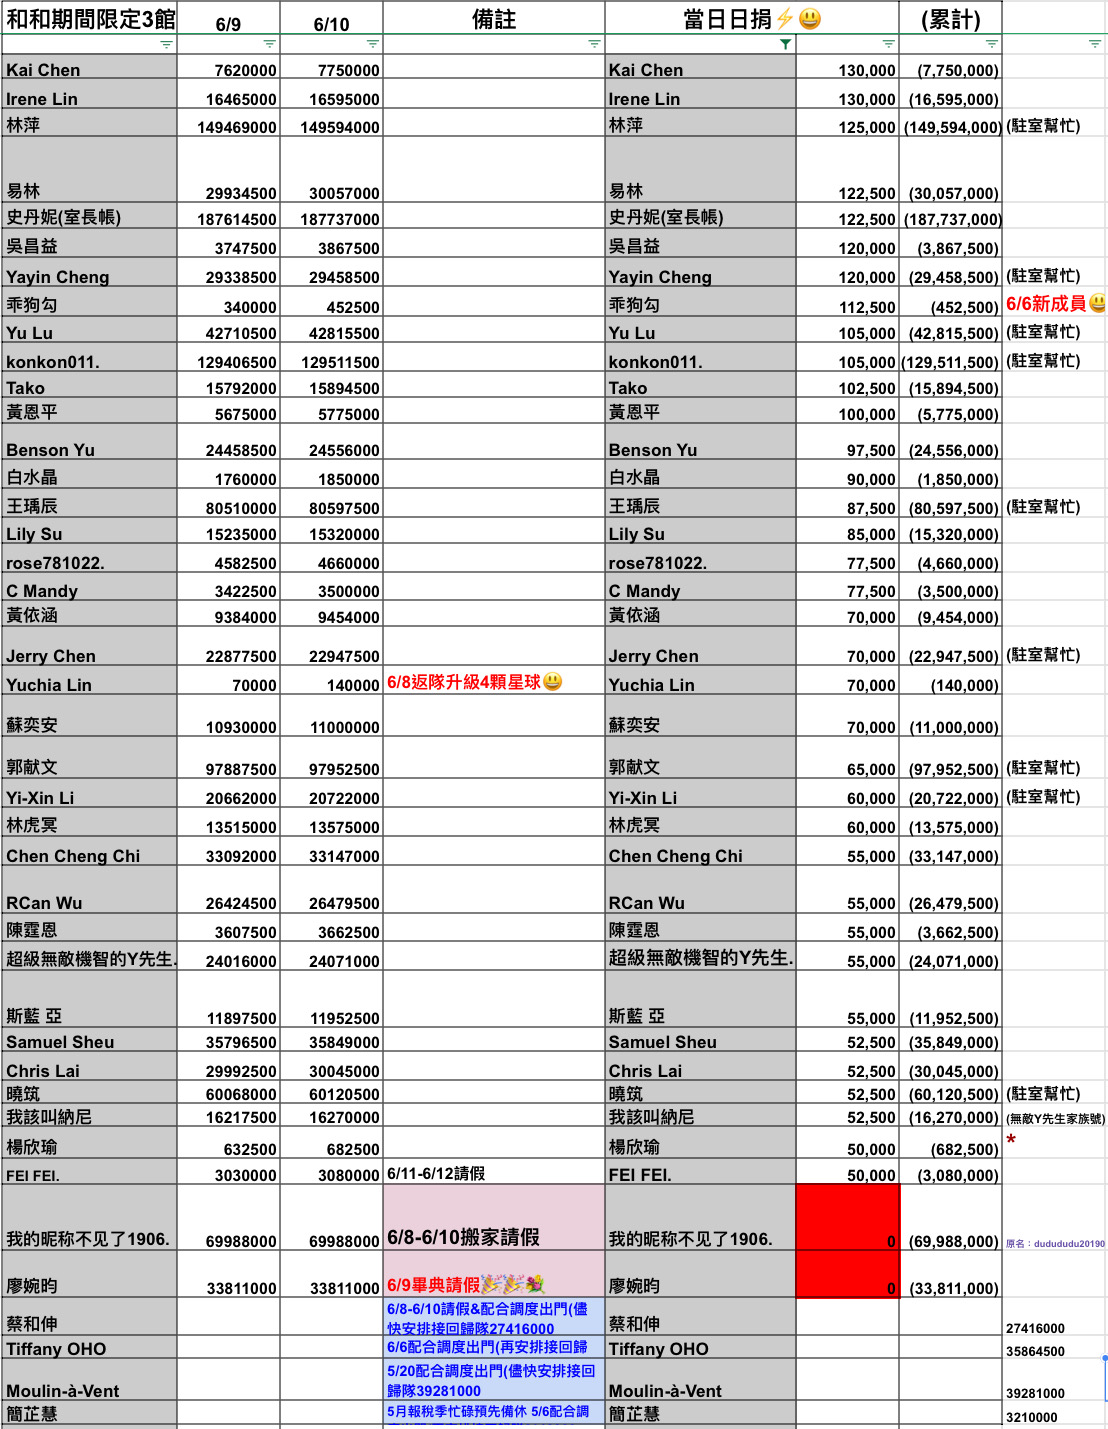 和和期間限定3館 6/9 6/10 備註 當日日捐⚡😃 (累計)
Kai Chen 7620000 7750000 Kai Chen 130,000 (7,750,000)
Irene Lin 16465000 16595000 Irene Lin 130,000 (16,595,000)
林萍 149469000 149594000 林萍 125,000 (149,594,000) (駐室幫忙)
易林 29934500 30057000 易林 122,500 (30,057,000)
史丹妮(室長帳) 187614500 187737000 史丹妮(室長帳) 122,500 (187,737,000)
吳昌益 3747500 3867500 吳昌益 120,000 (3,867,500)
Yayin Cheng 29338500 29458500 Yayin Cheng 120,000 (29,458,500) (駐室幫忙)
乖狗勾 340000 452500 乖狗勾 112,500 (452,500) 6/6新成員😃
Yu Lu 42710500 42815500 Yu Lu 105,000 (42,815,500) (駐室幫忙)
konkon011. 129406500 129511500 konkon011. 105,000 (129,511,500) (駐室幫忙)
Tako 15792000 15894500 Tako 102,500 (15,894,500)
黃恩平 5675000 5775000 黃恩平 100,000 (5,775,000)
Benson Yu 24458500 24556000 Benson Yu 97,500 (24,556,000)
白水晶 1760000 1850000 白水晶 90,000 (1,850,000)
王瑀辰 80510000 80597500 王瑀辰 87,500 (80,597,500) (駐室幫忙)
Lily Su 15235000 15320000 Lily Su 85,000 (15,320,000)
rose781022. 4582500 4660000 rose781022. 77,500 (4,660,000)
C Mandy 3422500 3500000 C Mandy 77,500 (3,500,000)
黃依涵 9384000 9454000 黃依涵 70,000 (9,454,000)
Jerry Chen 22877500 22947500 Jerry Chen 70,000 (22,947,500) (駐室幫忙)
Yuchia Lin 70000 140000 6/8返隊升級4顆星球😃 Yuchia Lin 70,000 (140,000)
蘇奕安 10930000 11000000 蘇奕安 70,000 (11,000,000)
郭献文 97887500 97952500 郭献文 65,000 (97,952,500) (駐室幫忙)
Yi-Xin Li 20662000 20722000 Yi-Xin Li 60,000 (20,722,000) (駐室幫忙)
林虎冥 13515000 13575000 林虎冥 60,000 (13,575,000)
Chen Cheng Chi 33092000 33147000 Chen Cheng Chi 55,000 (33,147,000)
RCan Wu 26424500 26479500 RCan Wu 55,000 (26,479,500)
陳霆恩 3607500 3662500 陳霆恩 55,000 (3,662,500)
超級無敵機智的Y先生. 24016000 24071000 超級無敵機智的Y先生. 55,000 (24,071,000)
斯藍 亞 11897500 11952500 斯藍 亞 55,000 (11,952,500)
Samuel Sheu 35796500 35849000 Samuel Sheu 52,500 (35,849,000)
Chris Lai 29992500 30045000 Chris Lai 52,500 (30,045,000)
曉筑 60068000 60120500 曉筑 52,500 (60,120,500) (駐室幫忙)
我該叫納尼 16217500 16270000 我該叫納尼 52,500 (16,270,000) (無敵Y先生家族號)
楊欣瑜 632500 682500 楊欣瑜 50,000 (682,500) *
FEI FEI. 3030000 3080000 6/11-6/12請假 FEI FEI. 50,000 (3,080,000)
我的昵称不见了1906. 69988000 69988000 6/8-6/10搬家請假 我的昵称不见了1906. 0 (69,988,000) 原名：dudududu20190
廖婉昀 33811000 33811000 6/9畢典請假🎉🎉💐 廖婉昀 0 (33,811,000)
6/8-6/10請假&配合調度出門(儘
蔡和伸 快安排接回歸隊27416000 蔡和伸 27416000
Tiffany OHO 6/6配合調度出門(再安排接回歸 Tiffany OHO 35864500
5/20配合調度出門(儘快安排接回
Moulin-à-Vent 歸隊39281000 Moulin-à-Vent 39281000
簡芷慧 5月報稅季忙碌預先備休 5/6配合調 簡芷慧 3210000